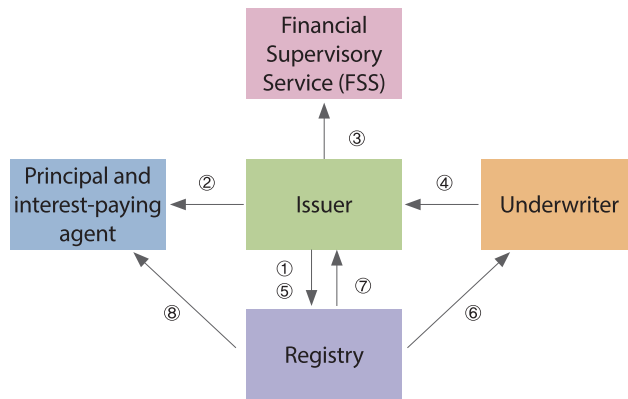 Financial
Supervisory
Service (FSS)
③
Principal and
interest-paying
agent
②
Issuer
④
Underwriter
①
⑤
⑦
⑧
Registry
⑥